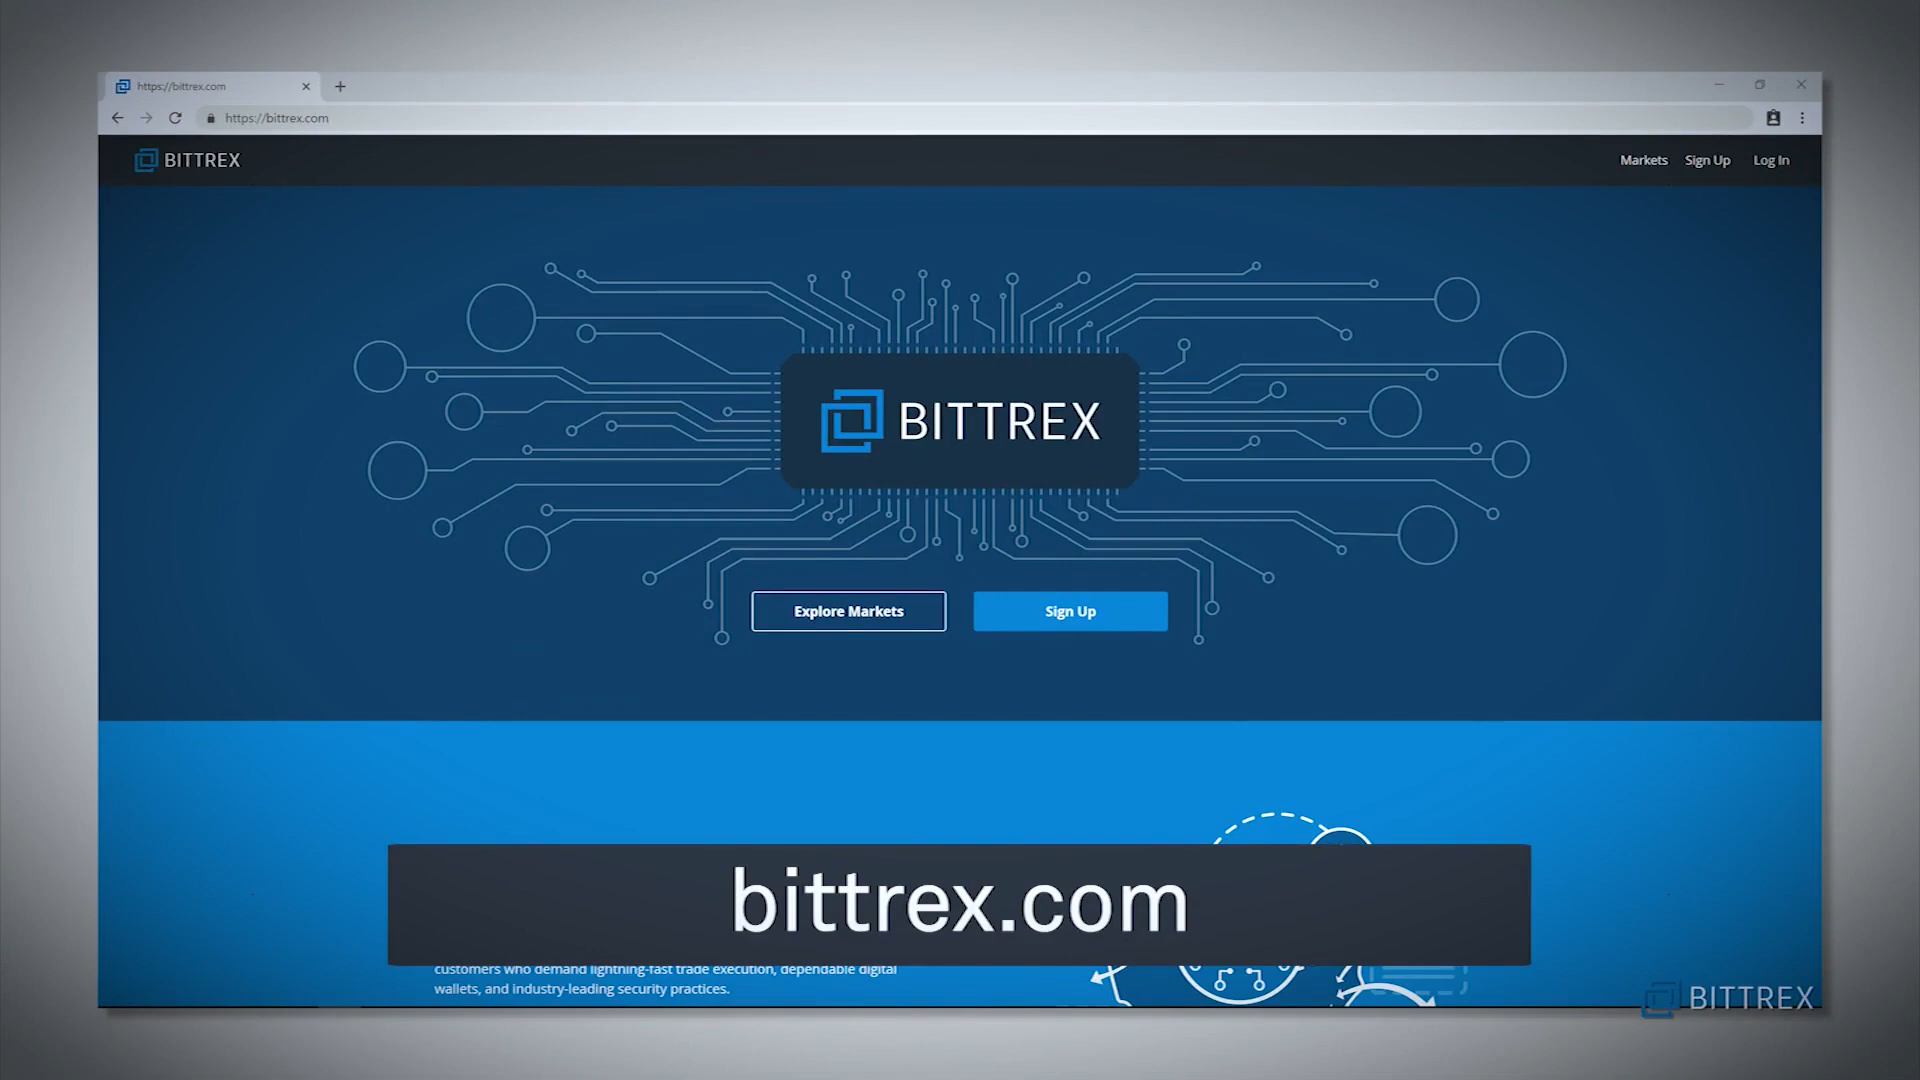 https://bittrex.com
https://bittrex.com
BITTREX
Markets Sign Up Log In
BITTREX
Explore Markets Sign Up
bittrex.com
customers who demand lightning-fast trade execution, dependable digital
wallets, and industry-leading security practices.
BITTREX